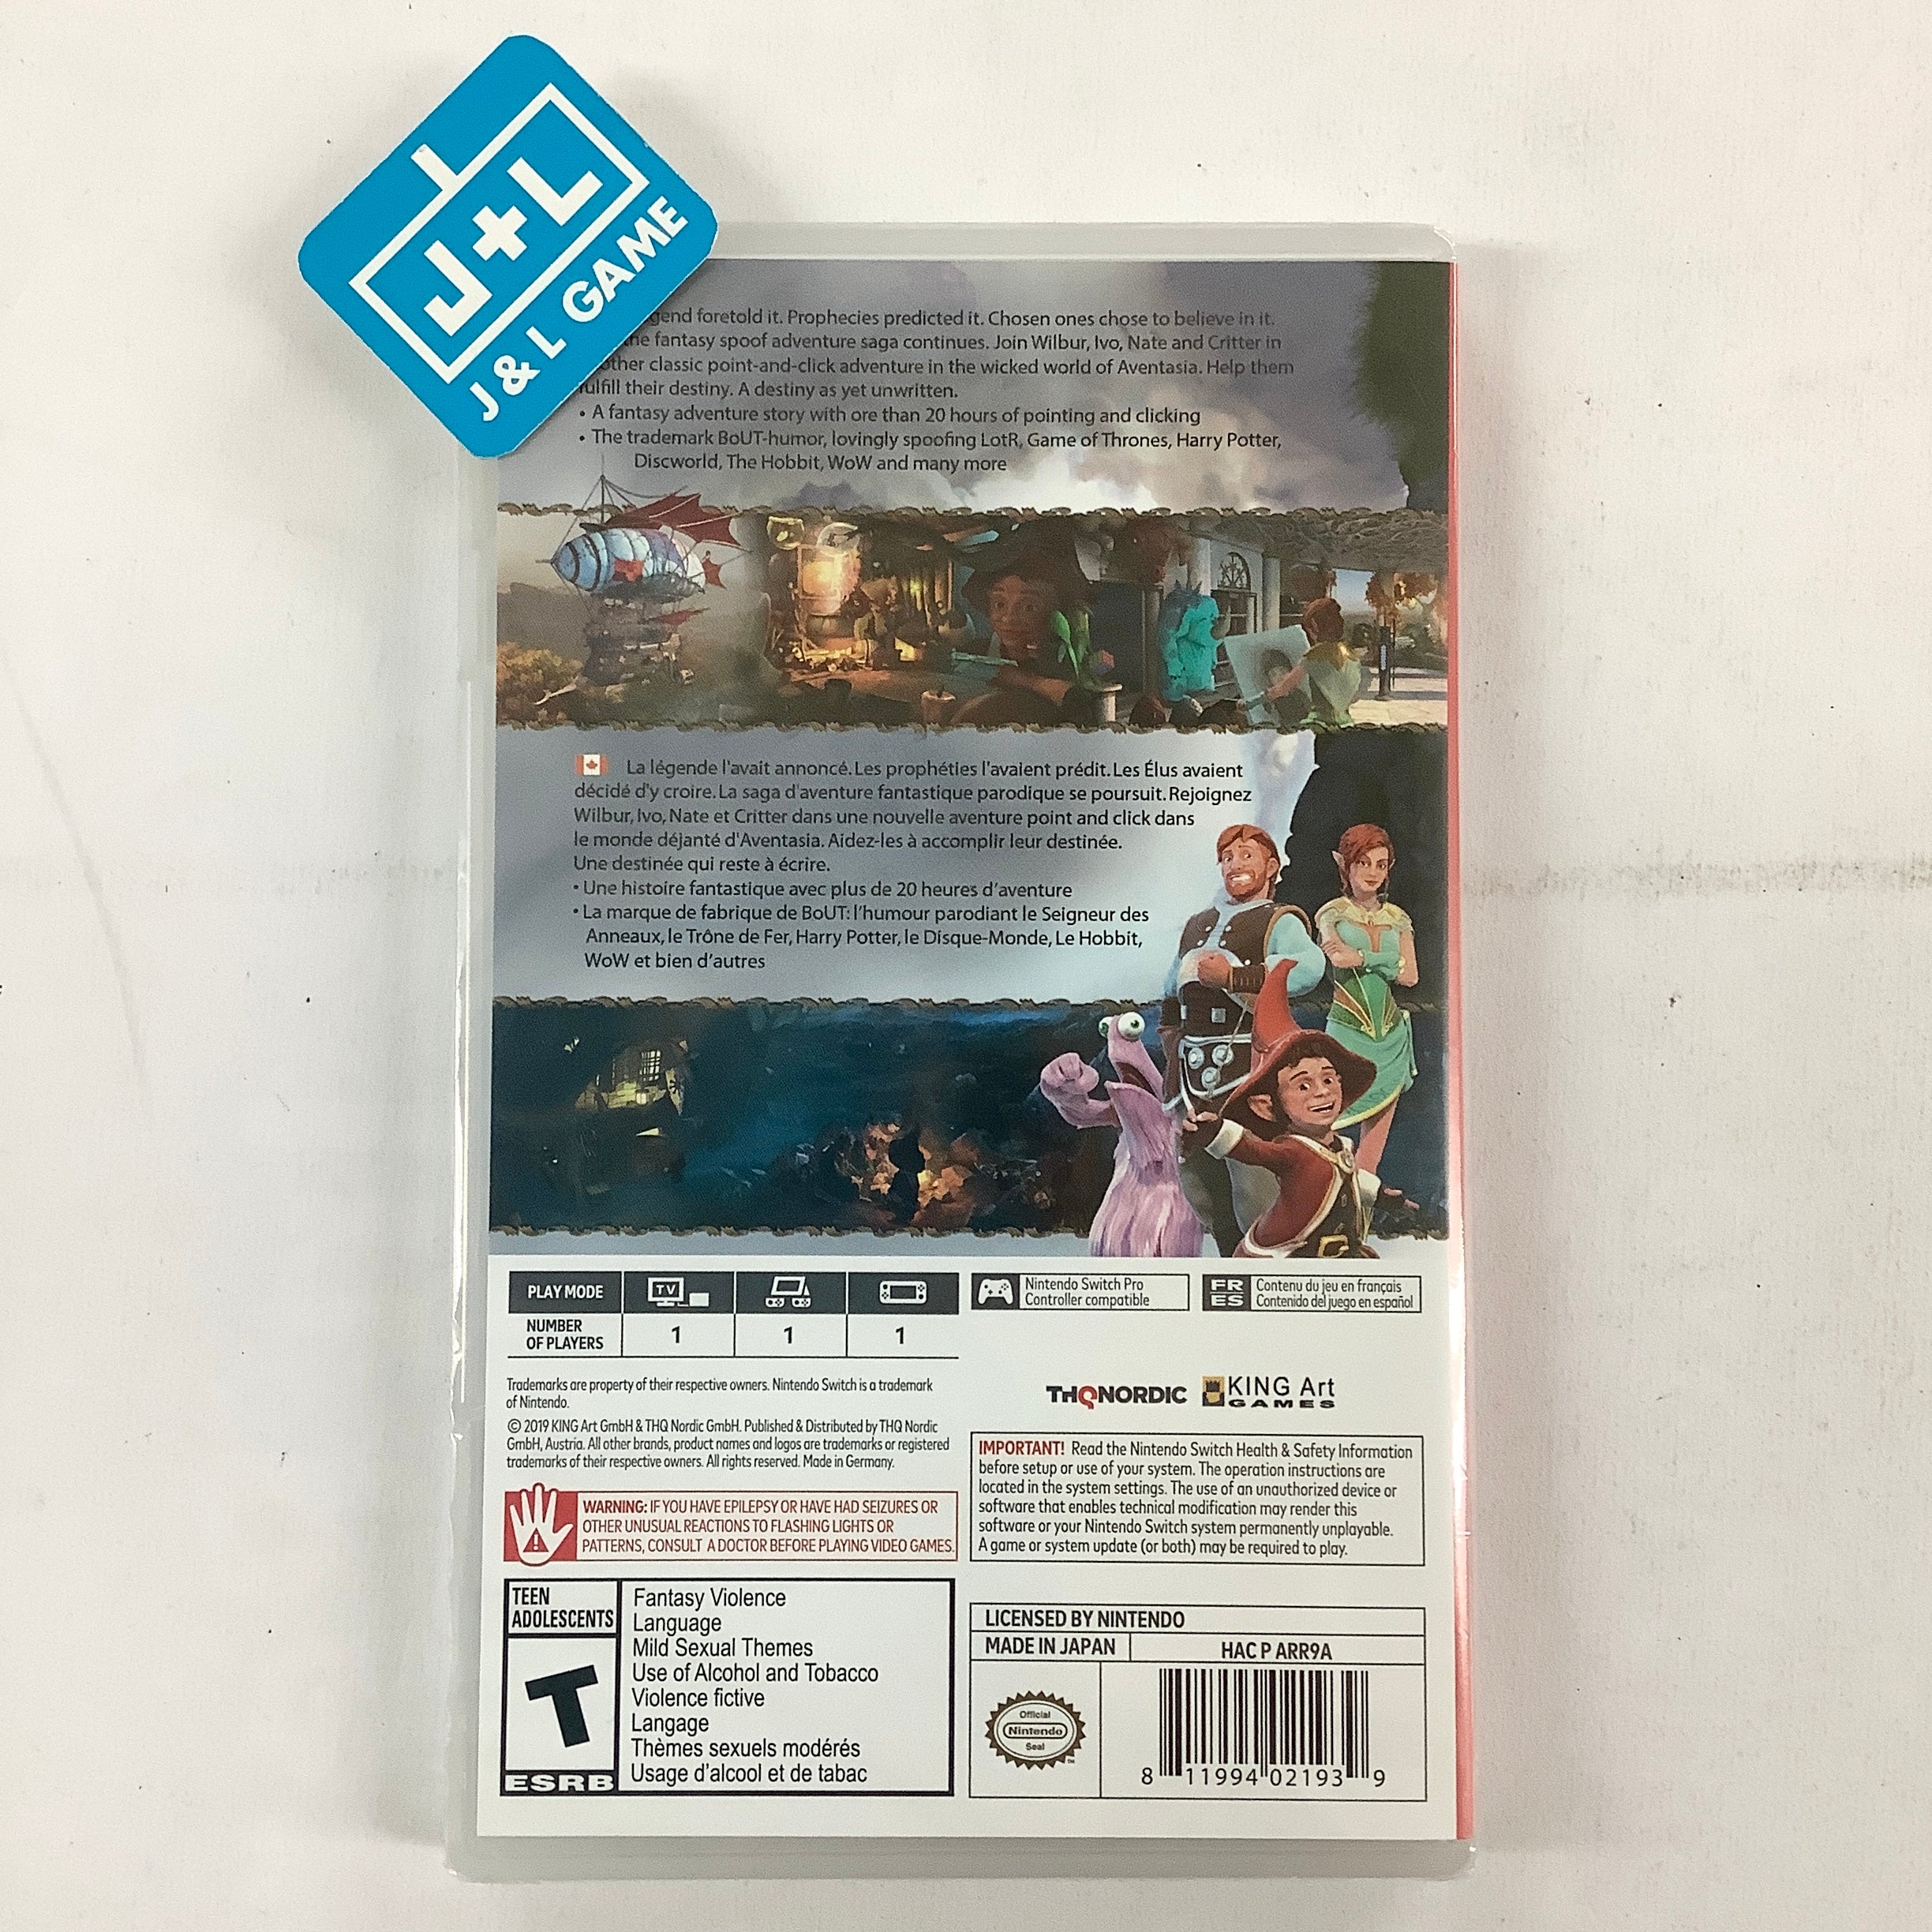 J+L
J & L GAME
foretold it. Prophecies predicted it. Chosen ones chose to believe in it.
fantasy spoof adventure saga continues. Join Wilbur, Ivo, Nate and Critter in
classic point-and-click adventure in the wicked world of Aventasia. Help them
fulfill their destiny. A destiny as yet unwritten.
• A fantasy adventure story with ore than 20 hours of pointing and clicking
• The trademark BoUT-humor, lovingly spoofing LotR, Game of Thrones, Harry Potter,
Discworld, The Hobbit, WoW and many more
La légende l'avait annoncé. Les prophéties l'avaient prédit. Les Élus avaient
décidé d'y croire. La saga d'aventure fantastique parodique se poursuit. Rejoignez
Wilbur, Ivo, Nate et Critter dans une nouvelle aventure point and click dans
le monde déjanté d'Aventasia. Aidez-les à accomplir leur destinée.
Une destinée qui reste à écrire.
• Une histoire fantastique avec plus de 20 heures d'aventure
• La marque de fabrique de BoUT: l'humour parodiant le Seigneur des
Anneaux, le Trône de Fer, Harry Potter, le Disque-Monde, Le Hobbit,
WoW et bien d'autres
PLAY MODE
TV
NUMBER
OF PLAYERS
1
1
1
Nintendo Switch Pro
Controller compatible
FR
ES
Contenu du jeu en français
Contenido del juego en español
Trademarks are property of their respective owners. Nintendo Switch is a trademark
of Nintendo.
© 2019 KING Art GmbH & THQ Nordic GmbH. Published & Distributed by THQ Nordic
GmbH, Austria. All other brands, product names and logos are trademarks or registered
trademarks of their respective owners. All rights reserved. Made in Germany.
THQNORDIC
KING Art
GAMES
WARNING: IF YOU HAVE EPILEPSY OR HAVE HAD SEIZURES OR
OTHER UNUSUAL REACTIONS TO FLASHING LIGHTS OR
PATTERNS, CONSULT A DOCTOR BEFORE PLAYING VIDEO GAMES.
IMPORTANT! Read the Nintendo Switch Health & Safety Information
before setup or use of your system. The operation instructions are
located in the system settings. The use of an unauthorized device or
software that enables technical modification may render this
software or your Nintendo Switch system permanently unplayable.
A game or system update (or both) may be required to play.
TEEN
ADOLESCENTS
T
ESRB
Fantasy Violence
Language
Mild Sexual Themes
Use of Alcohol and Tobacco
Violence fictive
Langage
Thèmes sexuels modérés
Usage d'alcool et de tabac
LICENSED BY NINTENDO
MADE IN JAPAN
HAC P ARR9A
Official
Nintendo
Seal
TM
8 11994 02193 9